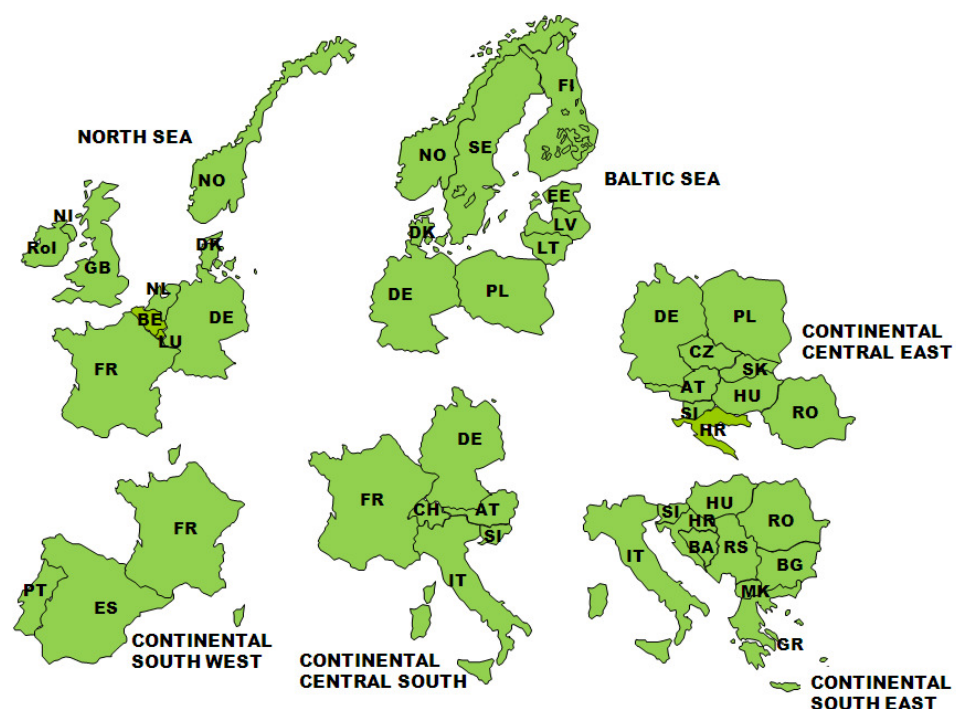 NORTH SEA
NO
NI
RoI
GB
DK
NL
BE
DE
LU
FR
FI
SE
NO
BALTIC SEA
EE
LV
DK
LT
DE
PL
DE
PL
CONTINENTAL
CENTRAL EAST
CZ
SK
AT
HU
SI
RO
HR
FR
PT
ES
CONTINENTAL
SOUTH WEST
DE
FR
CH
AT
SI
IT
CONTINENTAL
CENTRAL SOUTH
HU
SI
HR
RO
IT
BA
RS
BG
MK
GR
CONTINENTAL
SOUTH EAST